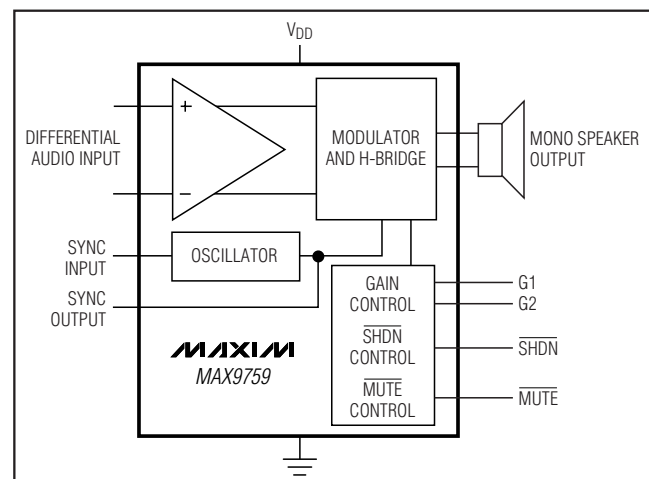 VDD
+
−
DIFFERENTIAL
AUDIO INPUT
MODULATOR
AND H-BRIDGE
MONO SPEAKER
OUTPUT
SYNC
INPUT
OSCILLATOR
SYNC
OUTPUT
GAIN
CONTROL
G1
G2
SHDN
CONTROL
SHDN
MUTE
CONTROL
MUTE
MAXIM
MAX9759